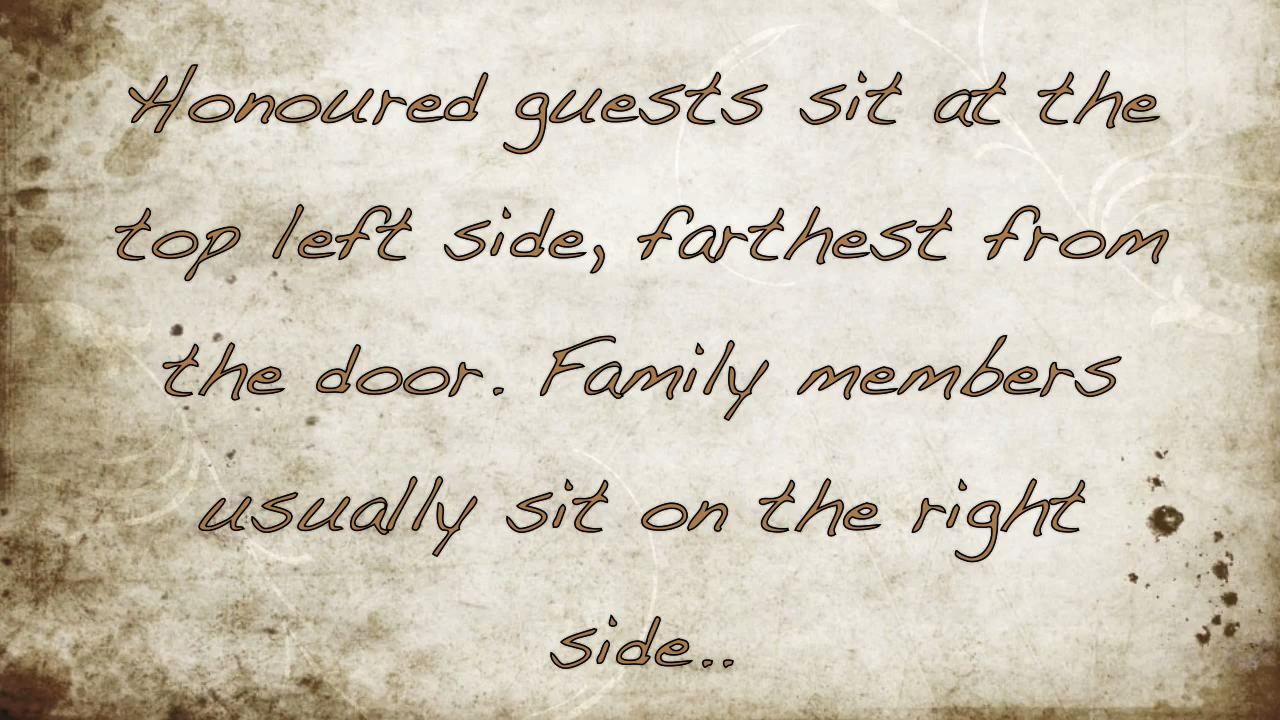 Honoured guests sit at the
top left side, farthest from
the door. Family members
usually sit on the right
side..